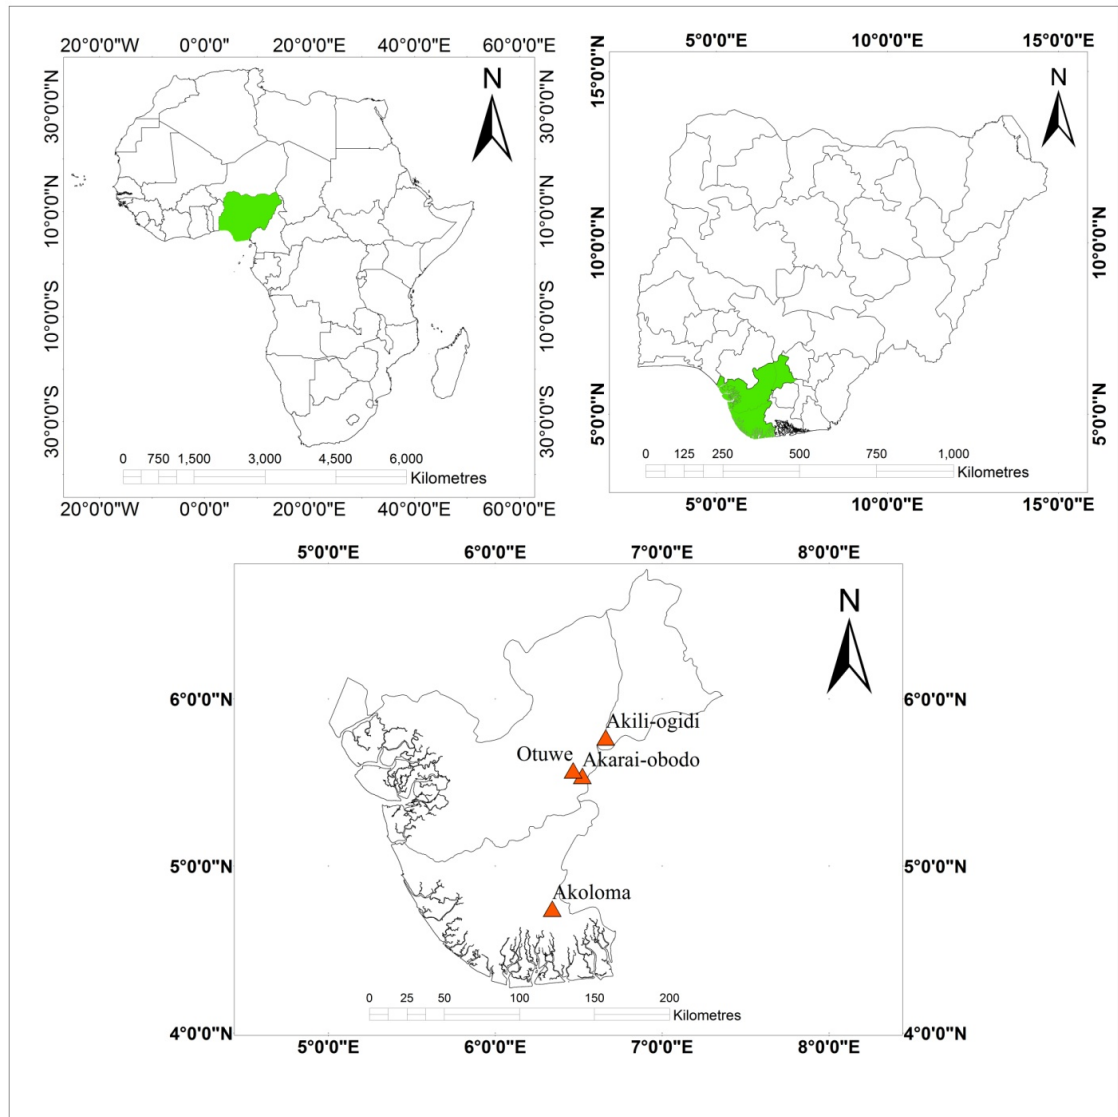 20°0'0"W 0°0'0" 20°0'0"E 40°0'0"E 60°0'0"E
30°0'0"N
10°0'0"N
10°0'0"S
30°0'0"S
N
30°0'0"N
10°0'0"N
10°0'0"S
30°0'0"S
0 750 1,500 3,000 4,500 6,000
Kilometres
20°0'0"W 0°0'0" 20°0'0"E 40°0'0"E 60°0'0"E
5°0'0"E 10°0'0"E 15°0'0"E
15°0'0"N
10°0'0"N
5°0'0"N
N
15°0'0"N
10°0'0"N
5°0'0"N
0 125 250 500 750 1,000
Kilometres
5°0'0"E 10°0'0"E 15°0'0"E
5°0'0"E 6°0'0"E 7°0'0"E 8°0'0"E
N
6°0'0"N 6°0'0"N
Akili-ogidi
Otuwe Akarai-obodo
5°0'0"N 5°0'0"N
Akoloma
0 25 50 100 150 200
Kilometres
4°0'0"N 4°0'0"N
5°0'0"E 6°0'0"E 7°0'0"E 8°0'0"E